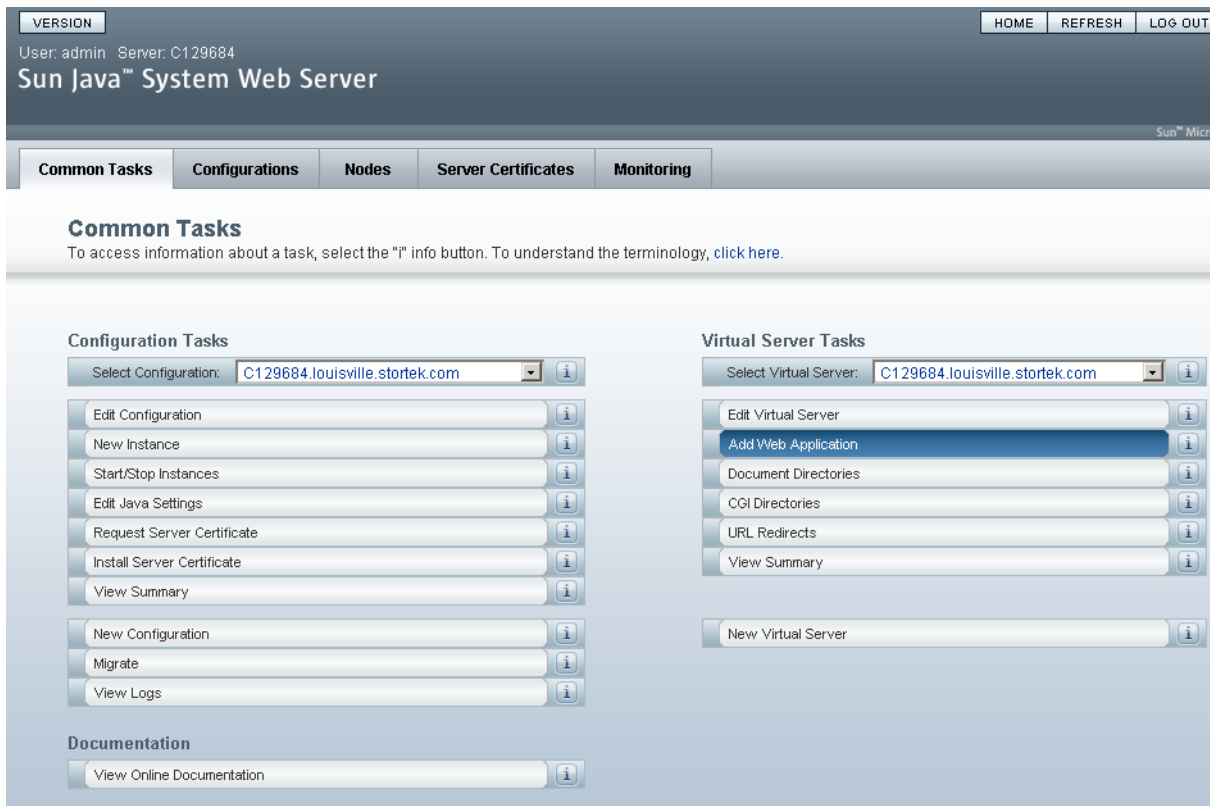 VERSION
HOME REFRESH LOG OUT
User: admin Server: C129684
Sun Java™ System Web Server
Sun™ Micr
Common Tasks Configurations Nodes Server Certificates Monitoring
Common Tasks
To access information about a task, select the "i" info button. To understand the terminology, click here.
Configuration Tasks
Select Configuration: C129684.louisville.stortek.com i
Edit Configuration i
New Instance i
Start/Stop Instances i
Edit Java Settings i
Request Server Certificate i
Install Server Certificate i
View Summary i
New Configuration i
Migrate i
View Logs i
Documentation
View Online Documentation i
Virtual Server Tasks
Select Virtual Server: C129684.louisville.stortek.com i
Edit Virtual Server i
Add Web Application i
Document Directories i
CGI Directories i
URL Redirects i
View Summary i
New Virtual Server i